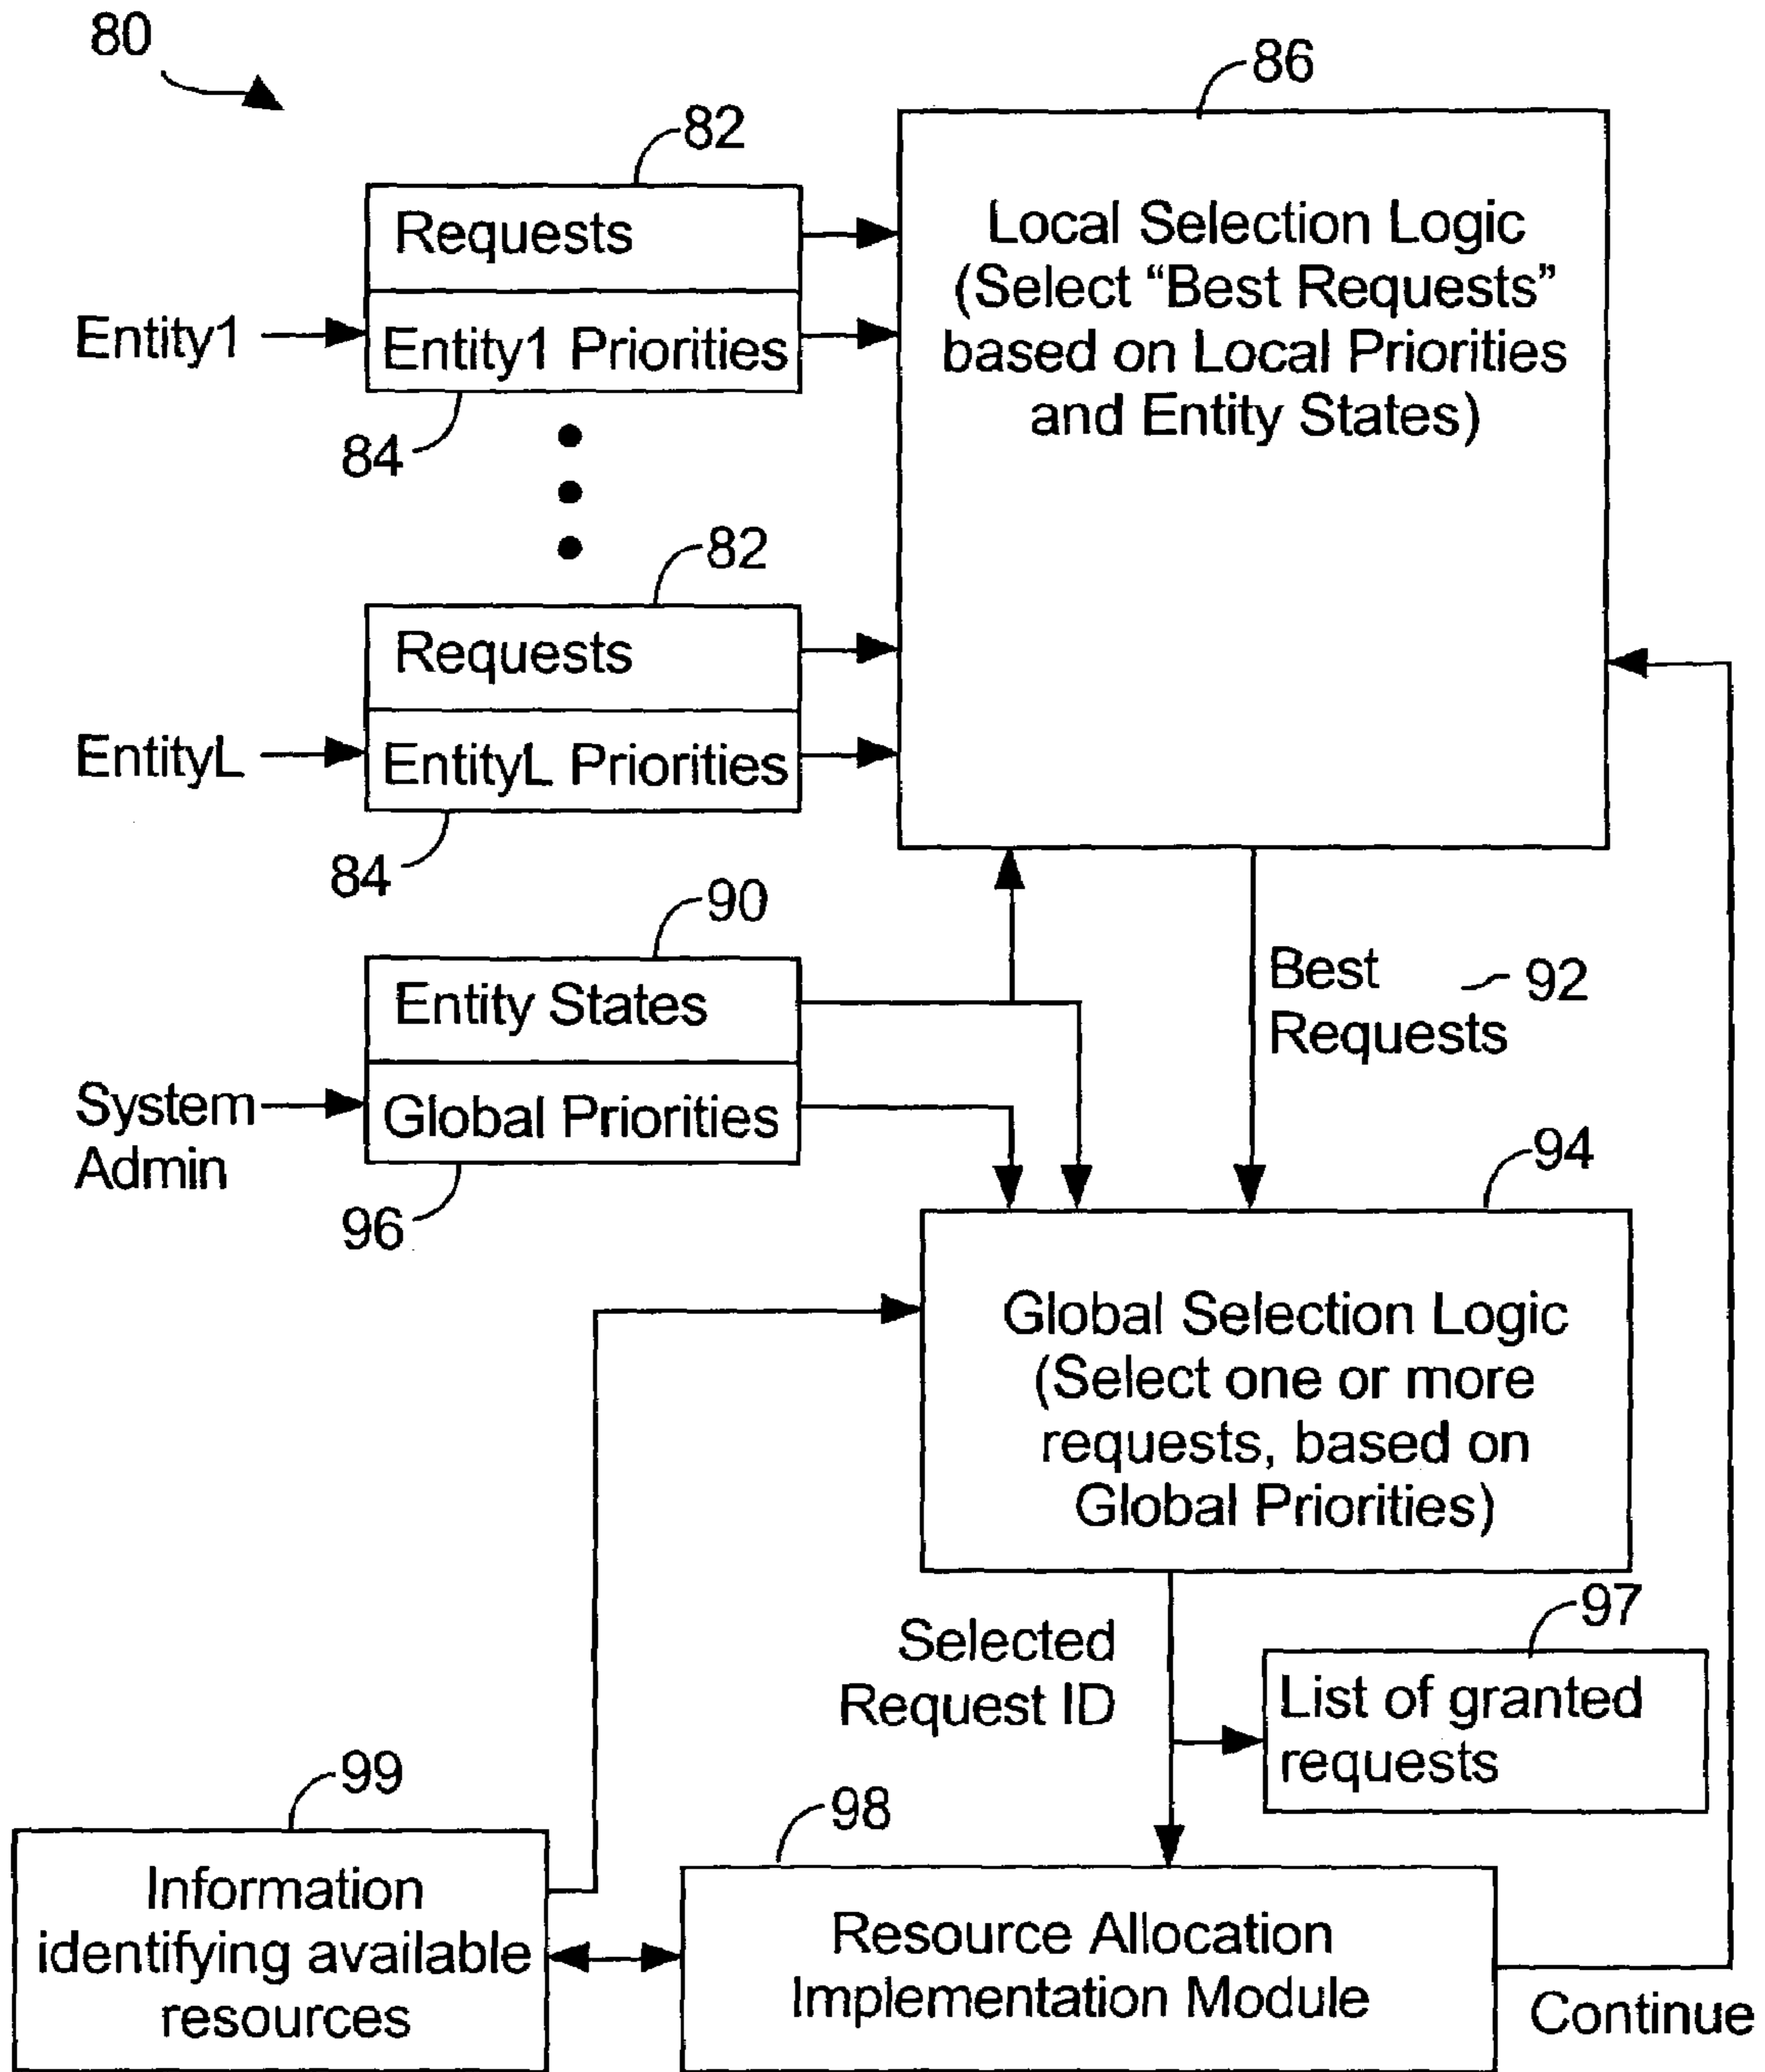 80
86
82
Requests
Entity1
Entity1 Priorities
84
Local Selection Logic
(Select “Best Requests”
based on Local Priorities
and Entity States)
82
Requests
EntityL
EntityL Priorities
84
90
Entity States
System
Admin
Global Priorities
96
Best
Requests
92
94
Global Selection Logic
(Select one or more
requests, based on
Global Priorities)
Selected
Request ID
97
List of granted
requests
99
Information
identifying available
resources
98
Resource Allocation
Implementation Module
Continue